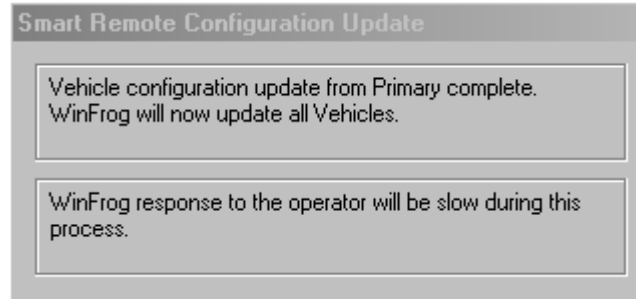 Smart Remote Configuration Update
Vehicle configuration update from Primary complete.
WinFrog will now update all Vehicles.
WinFrog response to the operator will be slow during this
process.